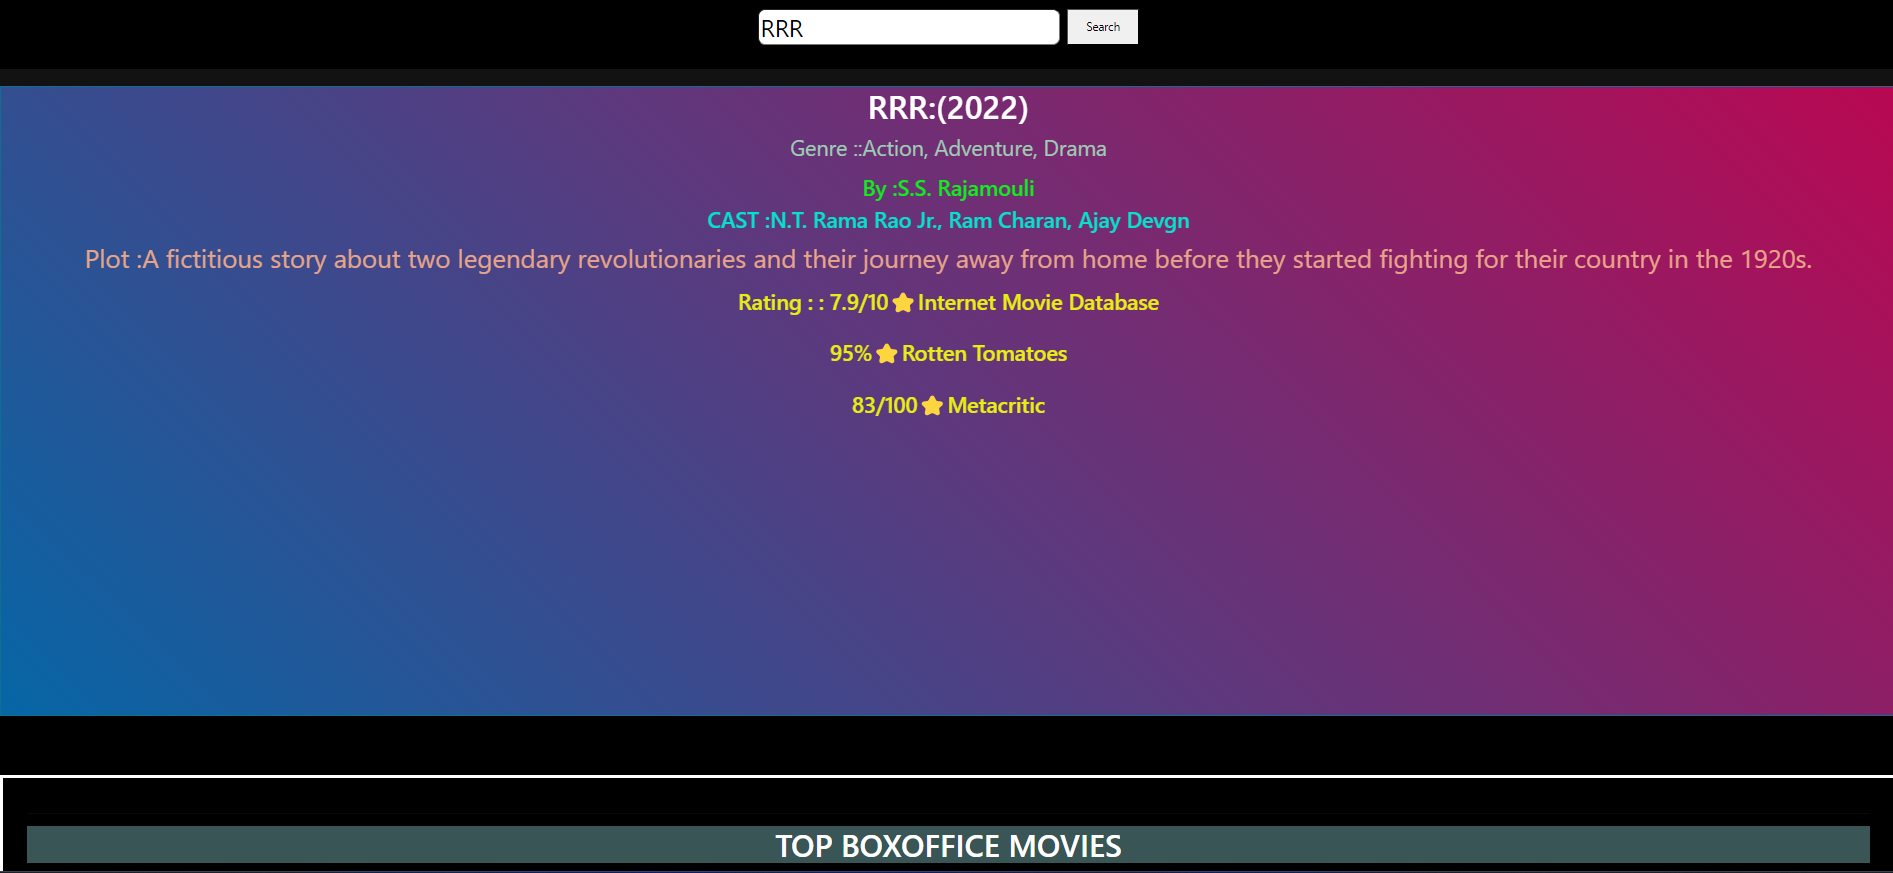 RRR Search
RRR:(2022)
Genre ::Action, Adventure, Drama
By :S.S. Rajamouli
CAST :N.T. Rama Rao Jr., Ram Charan, Ajay Devgn
Plot :A fictitious story about two legendary revolutionaries and their journey away from home before they started fighting for their country in the 1920s.
Rating : : 7.9/10 ⭐ Internet Movie Database
95% ⭐ Rotten Tomatoes
83/100 ⭐ Metacritic
TOP BOXOFFICE MOVIES